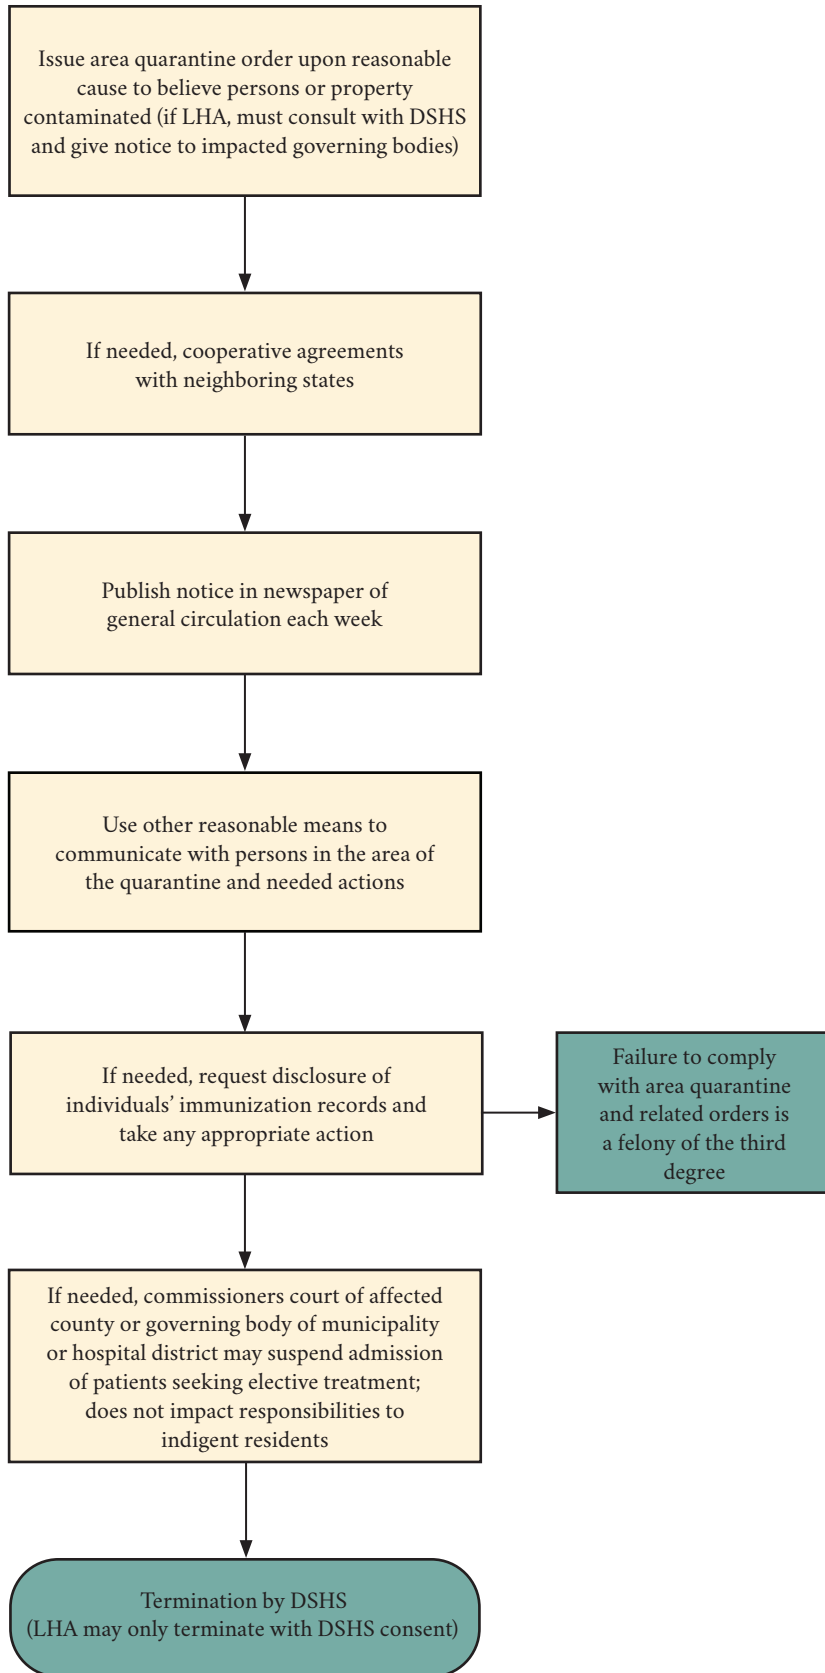 Issue area quarantine order upon reasonable
cause to believe persons or property
contaminated (if LHA, must consult with DSHS
and give notice to impacted governing bodies)
If needed, cooperative agreements
with neighboring states
Publish notice in newspaper of
general circulation each week
Use other reasonable means to
communicate with persons in the area of
the quarantine and needed actions
If needed, request disclosure of
individuals’ immunization records and
take any appropriate action
Failure to comply
with area quarantine
and related orders is
a felony of the third
degree
If needed, commissioners court of affected
county or governing body of municipality
or hospital district may suspend admission
of patients seeking elective treatment;
does not impact responsibilities to
indigent residents
Termination by DSHS
(LHA may only terminate with DSHS consent)